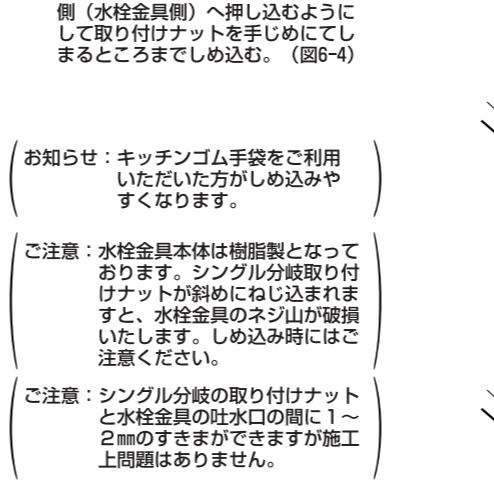 側（水栓金具側）へ押し込むように
して取り付けナットを手じめにてし
まるところまでしめ込む。（図6-4）
お知らせ：キッチンゴム手袋をご利用
いただいた方がしめ込みや
すくなります。
ご注意：水栓金具本体は樹脂製となって
おります。シングル分岐取り付
けナットが斜めにねじ込まれま
すと、水栓金具のネジ山が破損
いたします。しめ込み時にはご
注意ください。
ご注意：シングル分岐の取り付けナット
と水栓金具の吐水口の間に１～
２㎜のすきまができますが施工
上問題はありません。